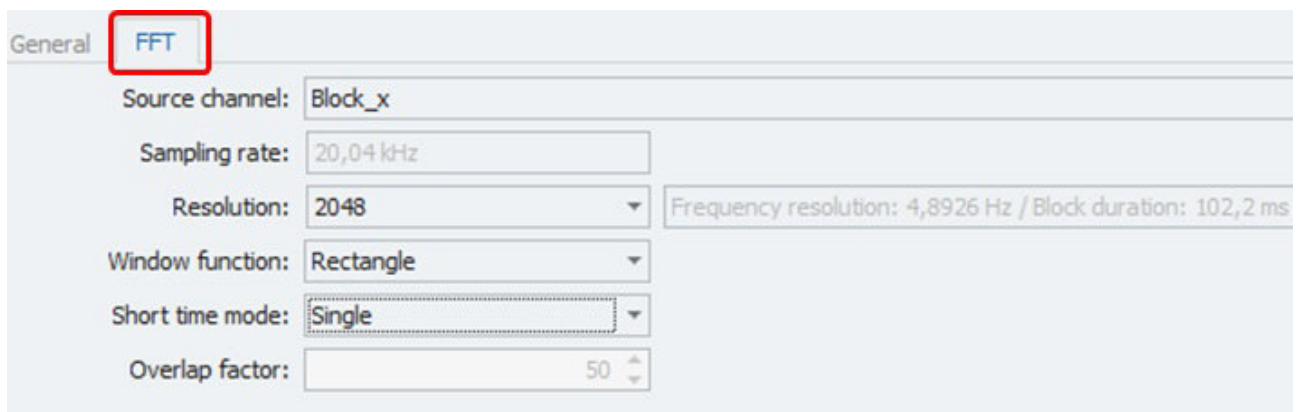 General FFT
Source channel: Block_x
Sampling rate: 20,04 kHz
Resolution: 2048 Frequency resolution: 4,8926 Hz / Block duration: 102,2 ms
Window function: Rectangle
Short time mode: Single
Overlap factor: 50